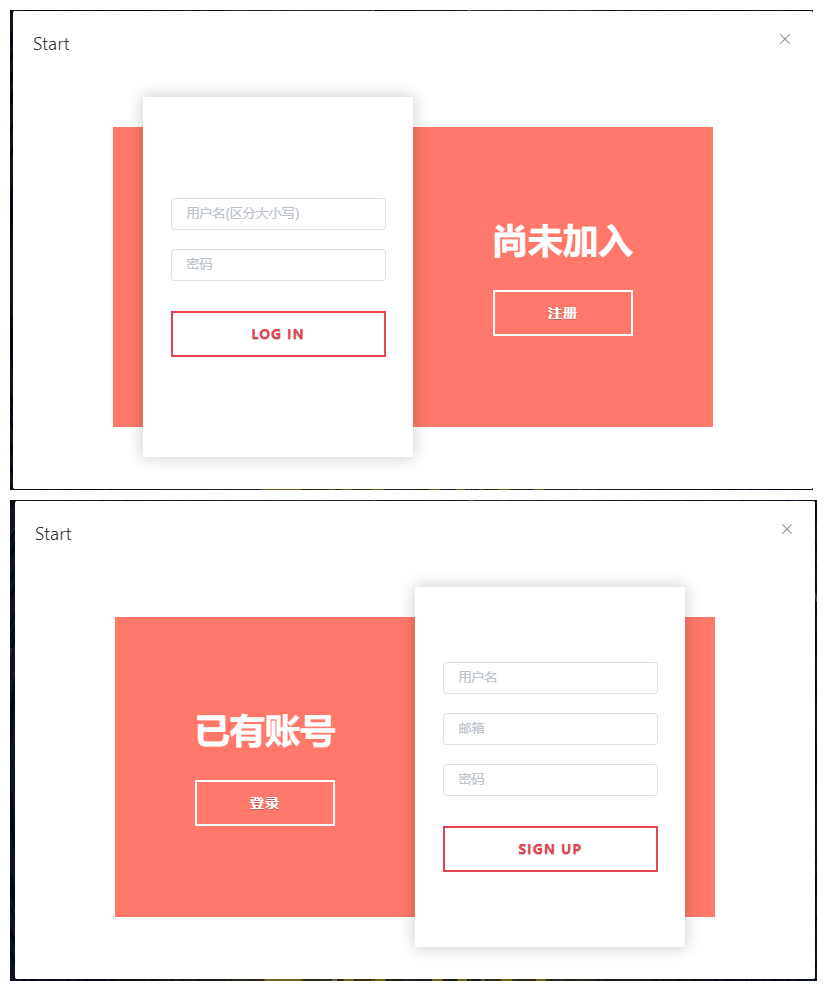 Start
用户名(区分大小写)
密码
LOG IN
尚未加入
注册
Start
已有账号
登录
用户名
邮箱
密码
SIGN UP